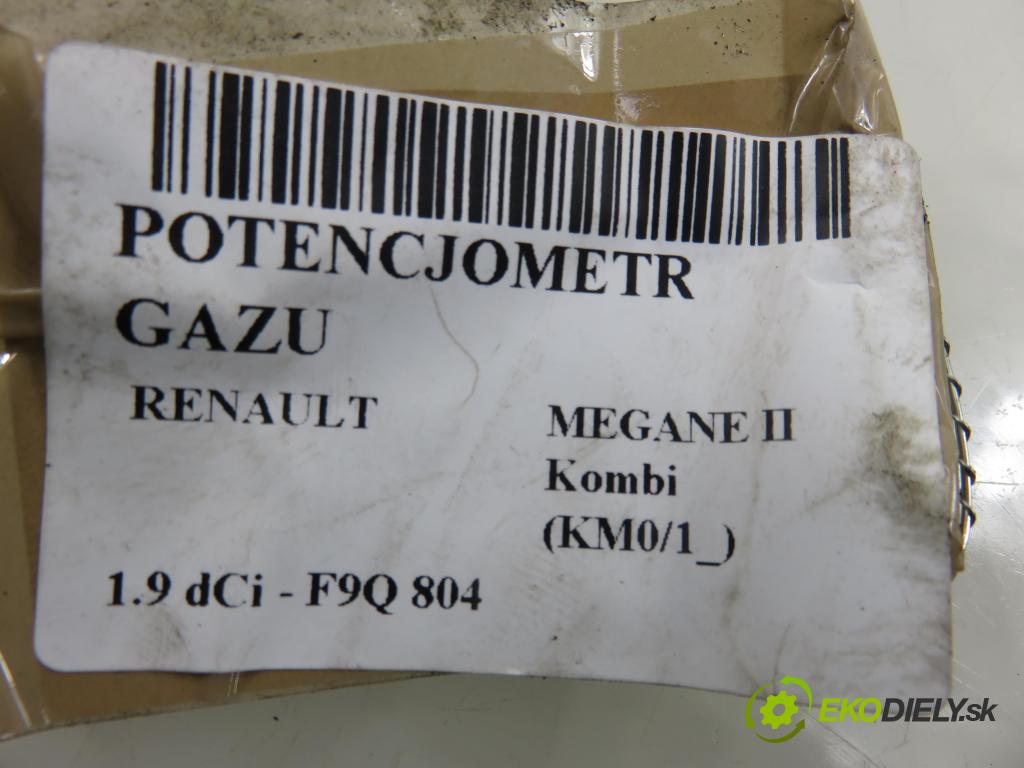 POTENCJOMETR
GAZU
RENAULT
MEGANE II
Kombi
(KM0/1_)
1.9 dCi - F9Q 804
EKODIELY.sk